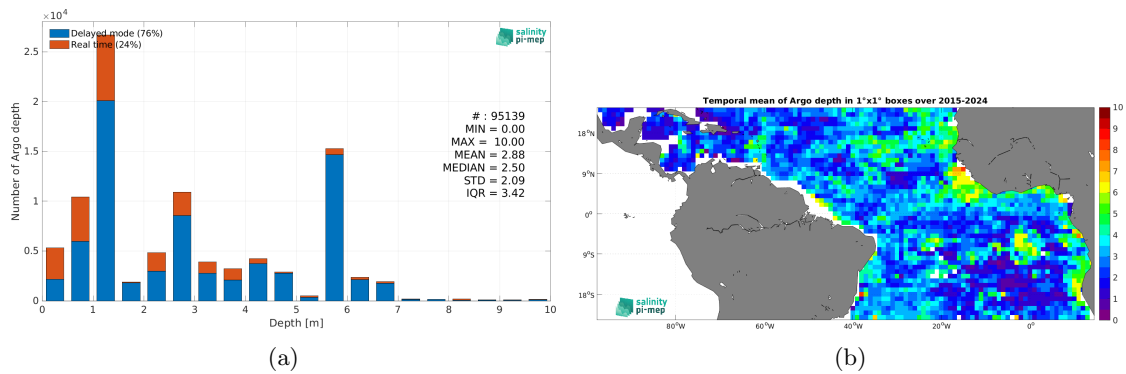 ×10⁴
Delayed mode (76%)
Real time (24%)
salinity
pi-mep
2.5
2
1.5
1
0.5
0
Number of Argo depth
# : 95139
MIN = 0.00
MAX = 10.00
MEAN = 2.88
MEDIAN = 2.50
STD = 2.09
IQR = 3.42
0 1 2 3 4 5 6 7 8 9 10
Depth [m]
(a)
Temporal mean of Argo depth in 1°x1° boxes over 2015-2024
18°N
9°N
0°
9°S
18°S
80°W 60°W 40°W 20°W 0°
salinity
pi-mep
10
9
8
7
6
5
4
3
2
1
0
(b)